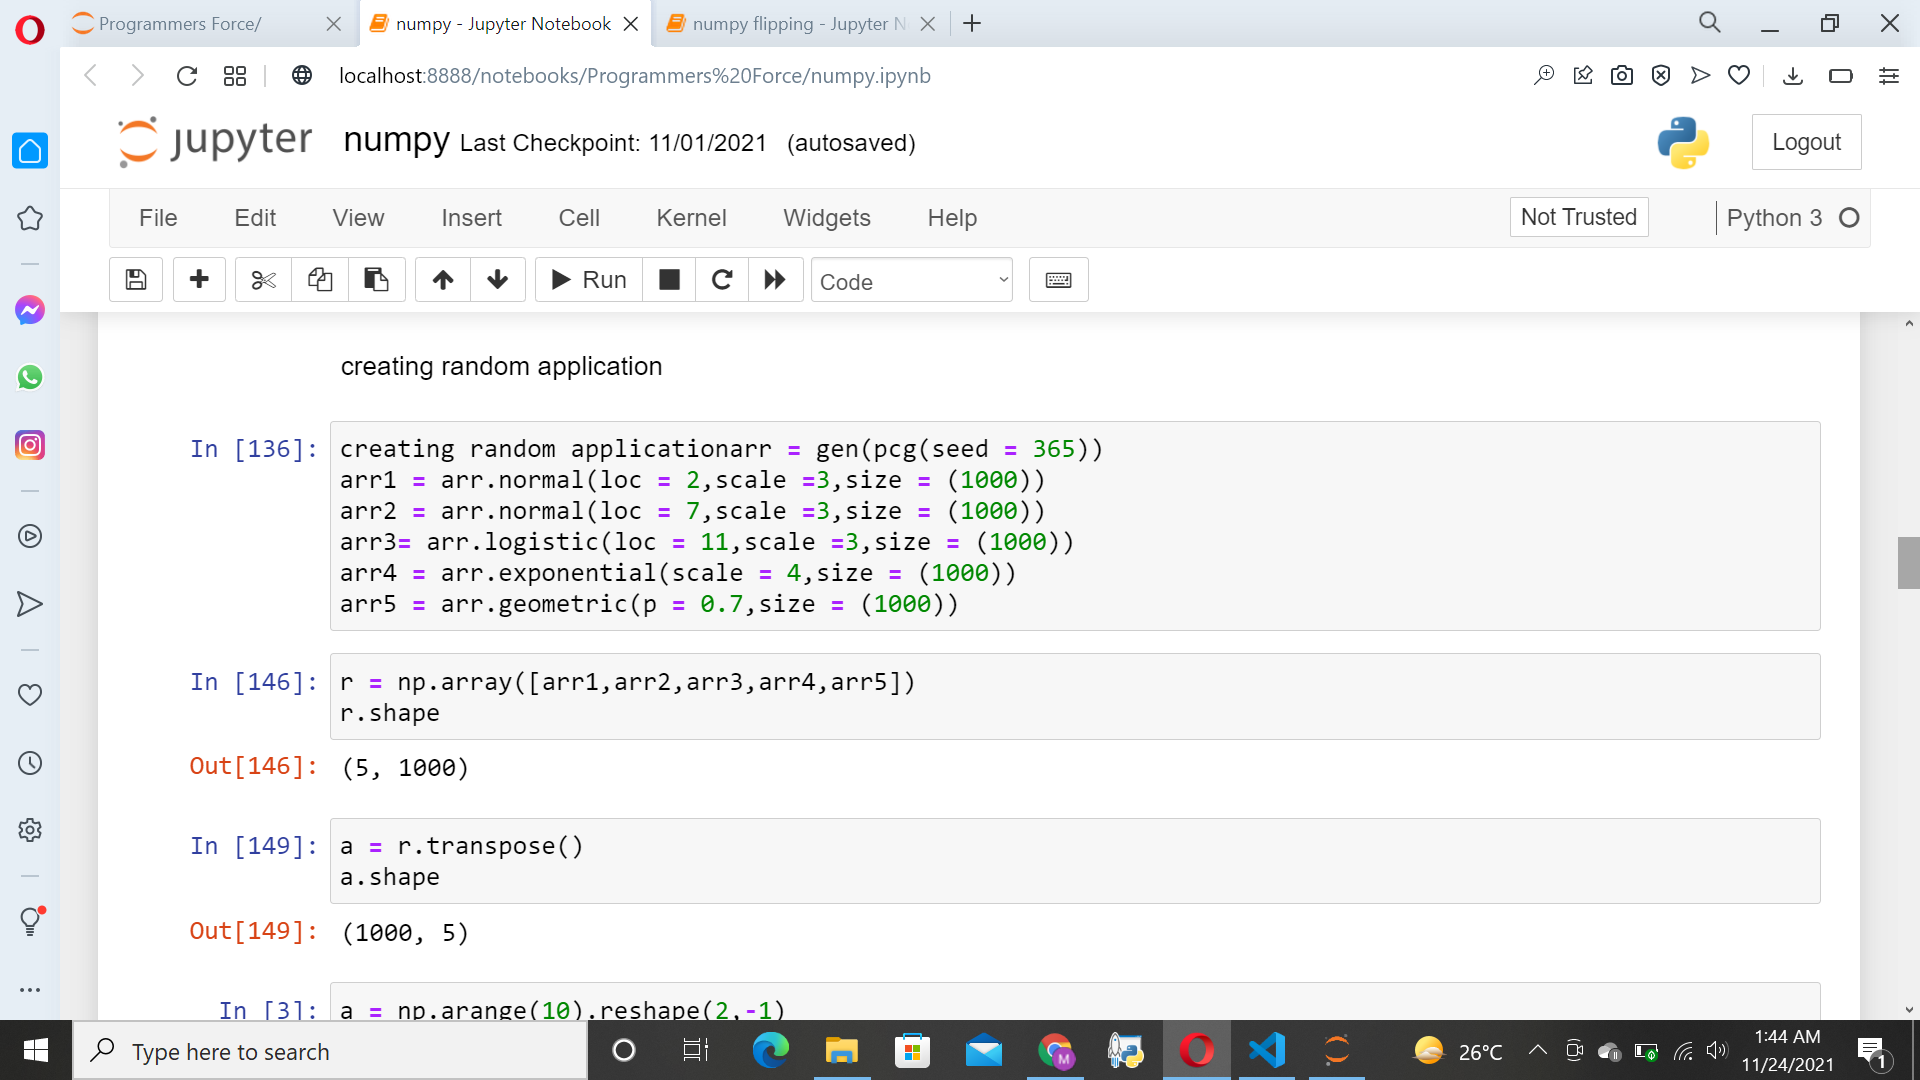 Programmers Force/
numpy - Jupyter Notebook
numpy flipping - Jupyter N
localhost:8888/notebooks/Programmers%20Force/numpy.ipynb
jupyter
numpy Last Checkpoint: 11/01/2021 (autosaved)
Logout
File Edit View Insert Cell Kernel Widgets Help
Not Trusted
Python 3
Run
Code
creating random application
In [136]:
creating random applicationarr = gen(pcg(seed = 365))
arr1 = arr.normal(loc = 2,scale =3,size = (1000))
arr2 = arr.normal(loc = 7,scale =3,size = (1000))
arr3= arr.logistic(loc = 11,scale =3,size = (1000))
arr4 = arr.exponential(scale = 4,size = (1000))
arr5 = arr.geometric(p = 0.7,size = (1000))
In [146]:
r = np.array([arr1,arr2,arr3,arr4,arr5])
r.shape
Out[146]: (5, 1000)
In [149]:
a = r.transpose()
a.shape
Out[149]: (1000, 5)
In [3]:
a = np.arange(10).reshape(2,-1)
Type here to search
M
26°C
1:44 AM
11/24/2021
1